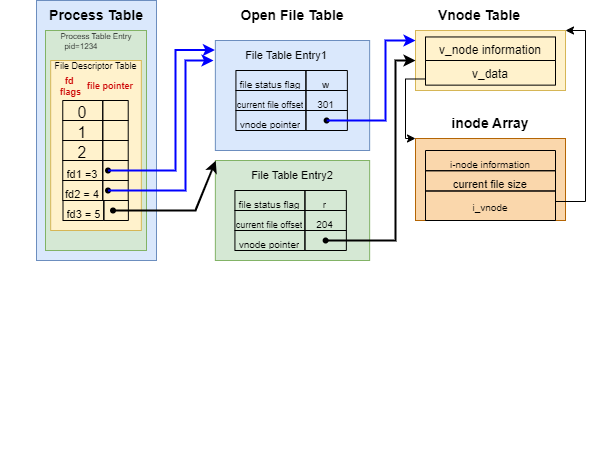 Process Table
Process Table Entry
pid=1234
File Descriptor Table
fd
flags
file pointer
0
1
2
fd1 =3
fd2 = 4
fd3 = 5
Open File Table
File Table Entry1
file status flag w
current file offset 301
vnode pointer
File Table Entry2
file status flag r
current file offset 204
vnode pointer
Vnode Table
v_node information
v_data
inode Array
i-node information
current file size
i_vnode